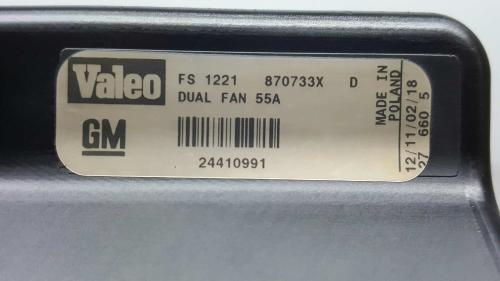 Valeo
FS 1221 870733X D
DUAL FAN 55A
GM
24410991
MADE IN
POLAND
12/11/02/18
27 660 5